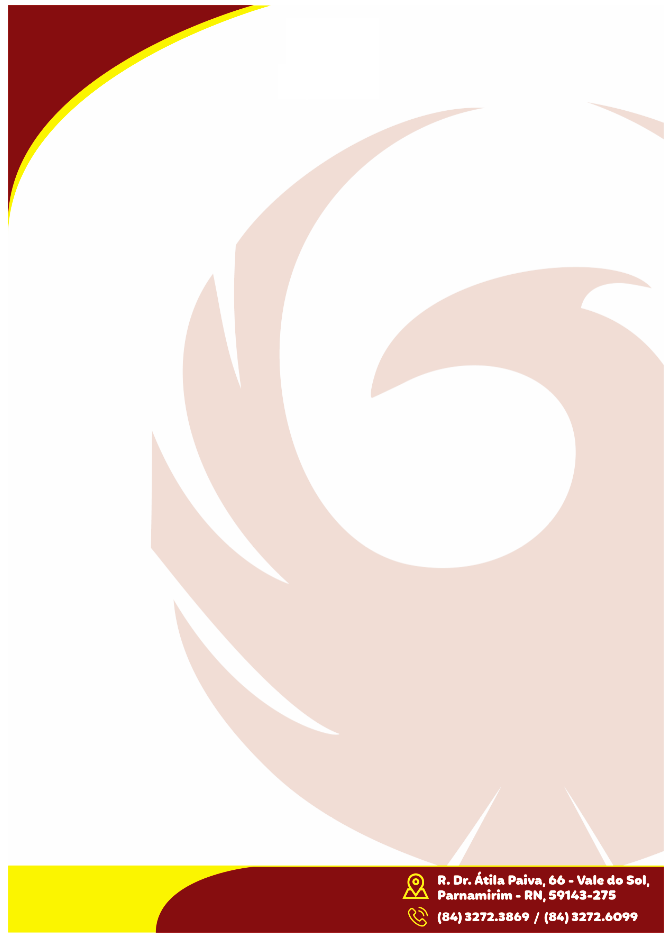 R. Dr. Átila Paiva, 66 - Vale do Sol,
Parnamirim - RN, 59143-275
(84) 3272.3869 / (84) 3272.6099